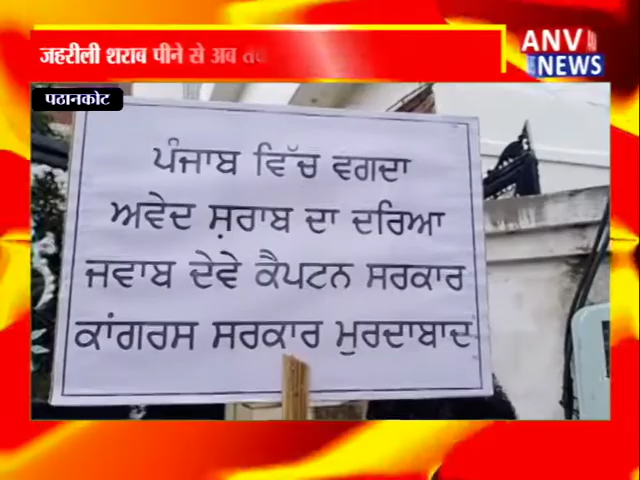 जहरीली शराब पीने से अब
ANV
NEWS
पठानकोट
ਪੰਜਾਬ ਵਿੱਚ ਵਗਦਾ
ਅਵੇਦ ਸ਼ਰਾਬ ਦਾ ਦਰਿਆ
ਜਵਾਬ ਦੇਵੇ ਕੈਪਟਨ ਸਰਕਾਰ
ਕਾਂਗਰਸ ਸਰਕਾਰ ਮੁਰਦਾਬਾਦ